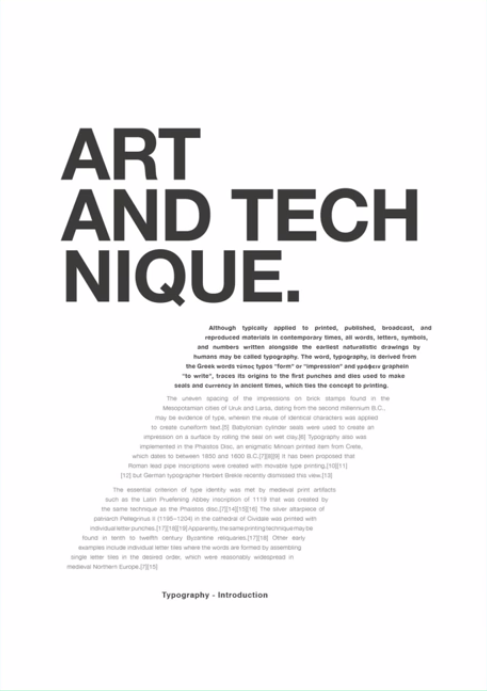 ART
AND TECH
NIQUE.
Although typically applied to printed, published, broadcast, and
reproduced materials in contemporary times, all words, letters, symbols,
and numbers written alongside the earliest naturalistic drawings by
humans may be called typography. The word, typography, is derived from
the Greek words τύπος typos "form" or "impression" and γράφειν graphein
"to write", traces its origins to the first punches and dies used to make
seals and currency in ancient times, which ties the concept to printing.
The uneven spacing of the impressions on brick stamps found in the
Mesopotamian cities of Uruk and Larsa, dating from the second millennium B.C.,
may be evidence of type, wherein the reuse of identical characters was applied
to create cuneiform text.[5] Babylonian cylinder seals were used to create an
impression on a surface by rolling the seal on wet clay.[6] Typography also was
implemented in the Phaistos Disc, an enigmatic Minoan printed item from Crete,
which dates to between 1850 and 1600 B.C.[7][8][9] It has been proposed that
Roman lead pipe inscriptions were created with movable type printing,[10][11]
[12] but German typographer Herbert Brekle recently dismissed this view.[13]
The essential criterion of type identity was met by medieval print artifacts
such as the Latin Pruefening Abbey inscription of 1119 that was created by
the same technique as the Phaistos disc.[7][14][15][16] The silver altarpiece of
patriarch Pellegrinus II (1195–1204) in the cathedral of Cividale was printed with
individual letter punches.[17][18][19] Apparently, the same printing technique may be
found in tenth to twelfth century Byzantine reliquaries.[17][18] Other early
examples include individual letter tiles where the words are formed by assembling
single letter tiles in the desired order, which were reasonably widespread in
medieval Northern Europe.[7][15]
Typography - Introduction